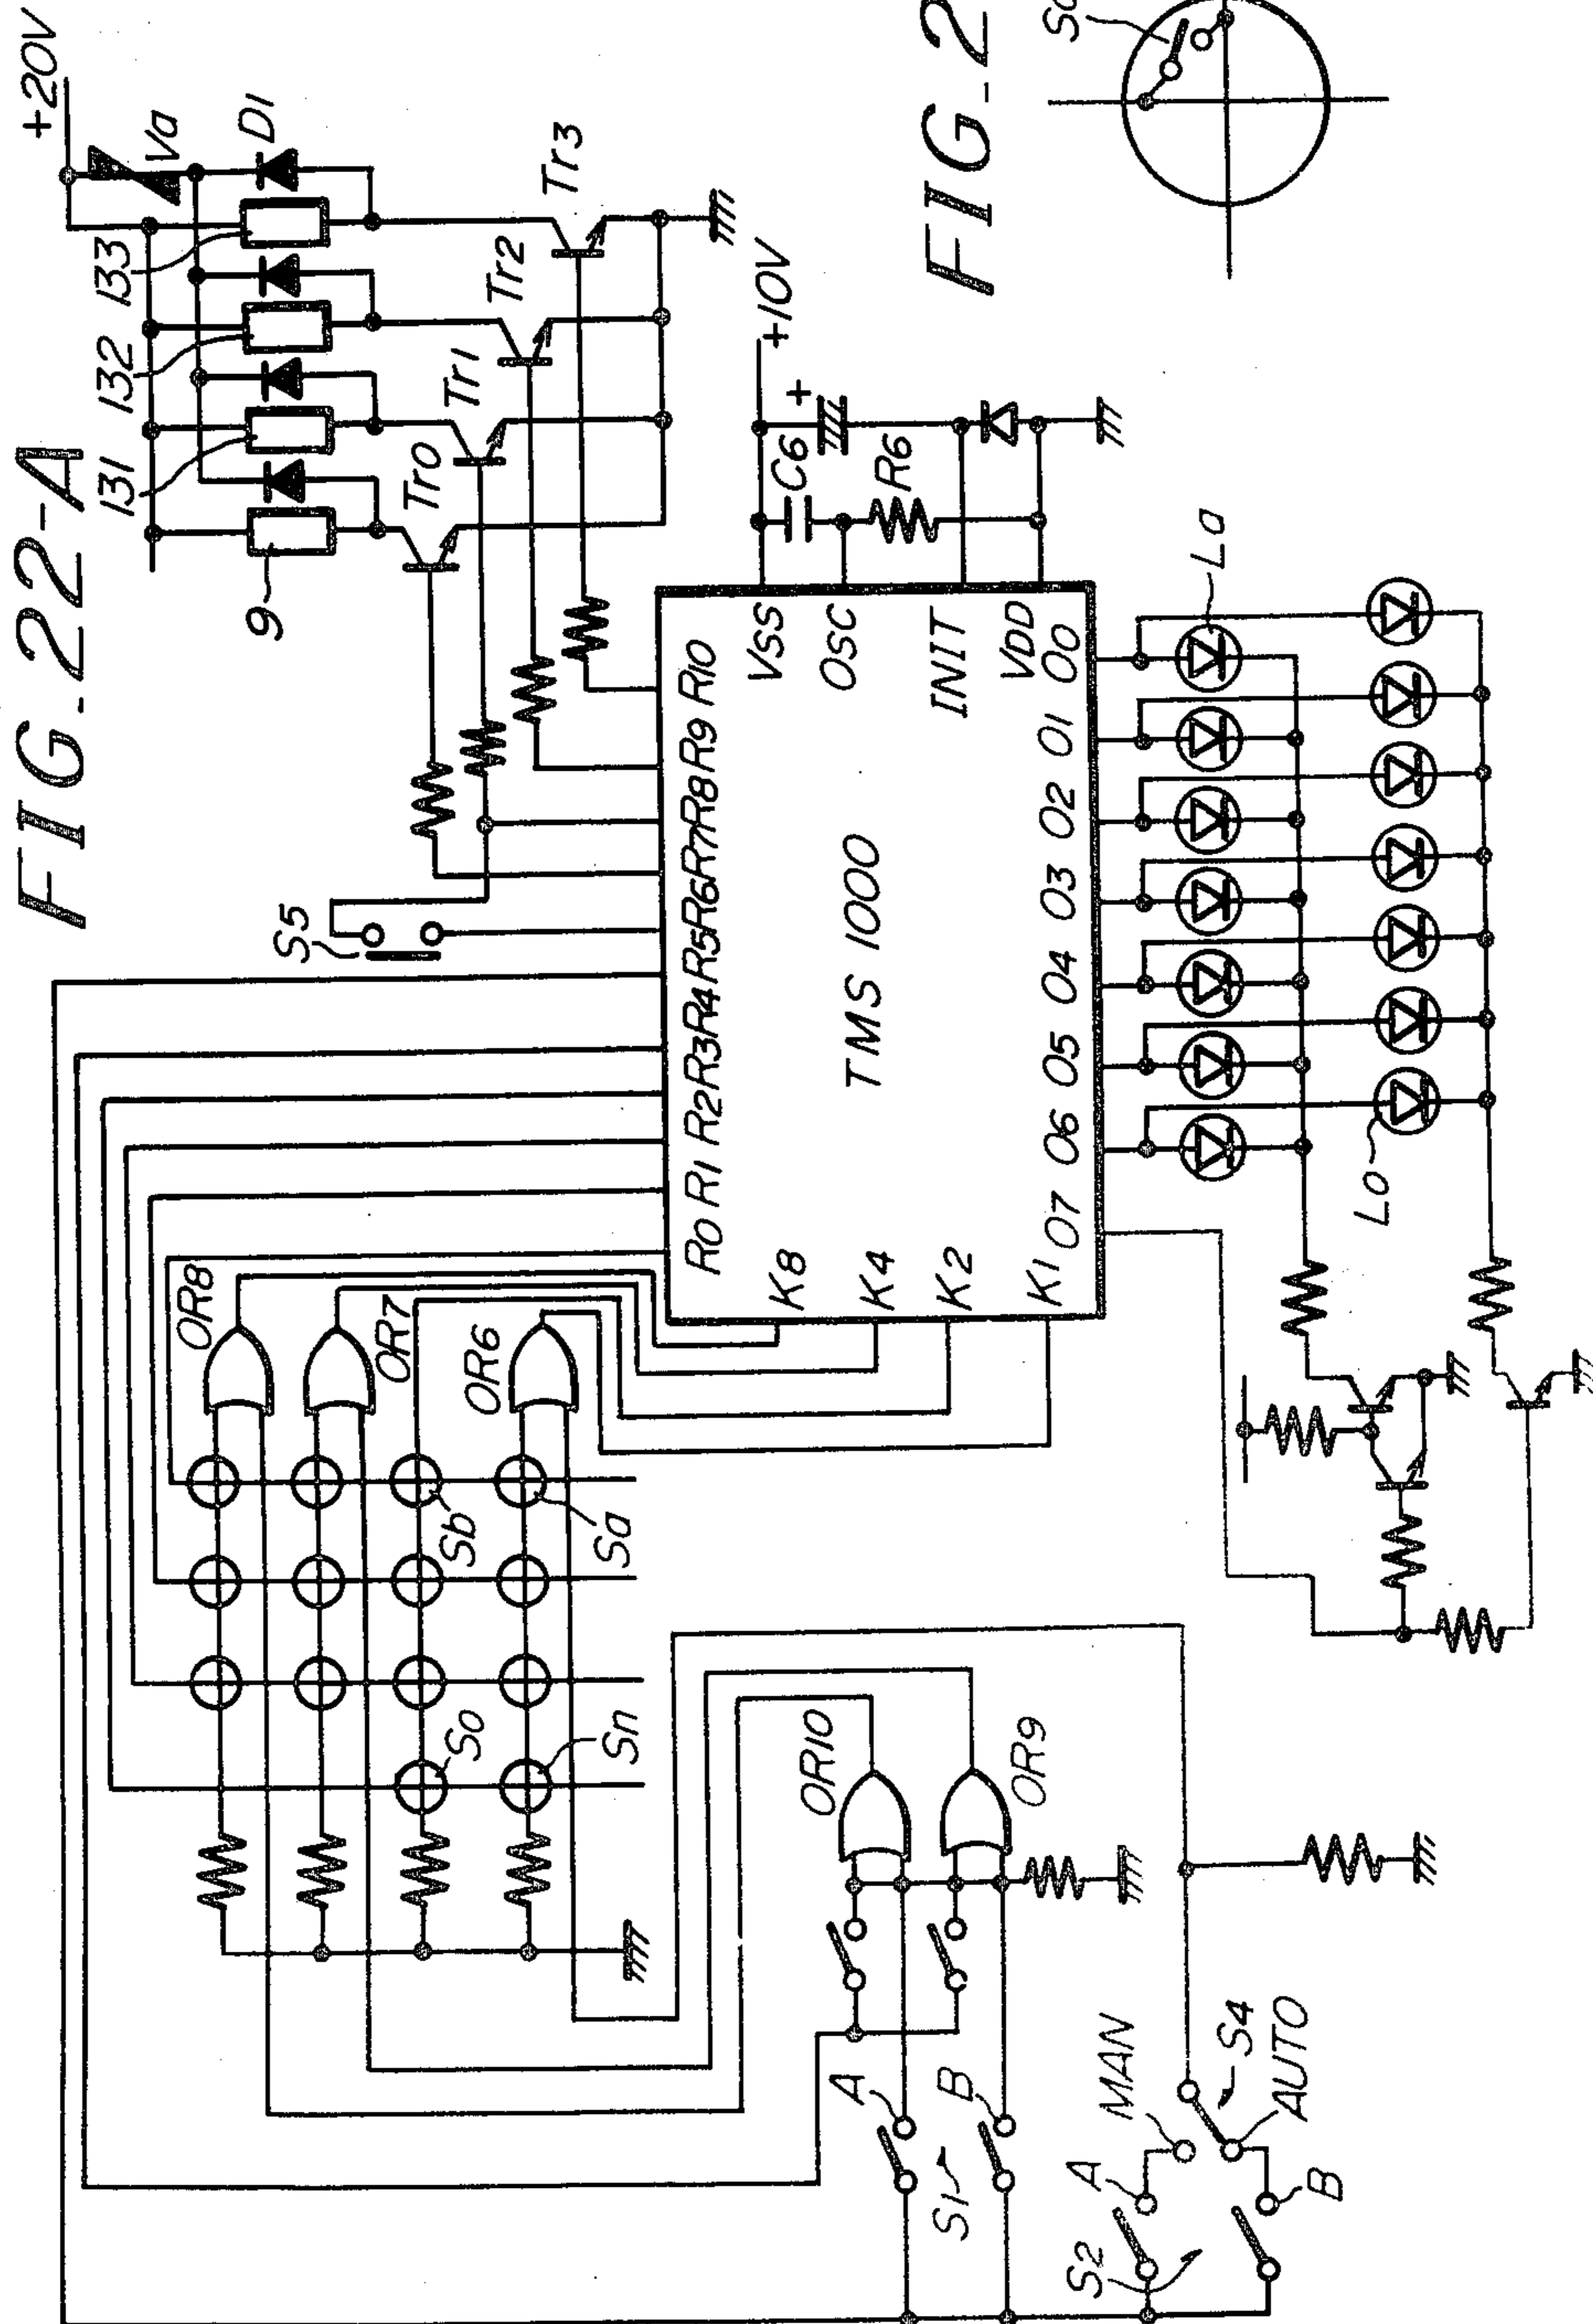 FIG_22-A
+20V
Va
D1
133
132
131
9
Tr3
Tr2
Tr1
Tr0
FIG_2
S5
+10V
+
C6
R6
R0 R1 R2 R3 R4 R5 R6 R7 R8 R9 R10
VSS
OSC
INIT
VDD
TMS 1000
K8
K4
K2
K1
O7 O6 O5 O4 O3 O2 O1 O0
La
Lo
OR8
OR7
OR6
Sb
Sa
So
Sn
OR10
OR9
A
S1
B
MAN
A
S4
AUTO
S2
B